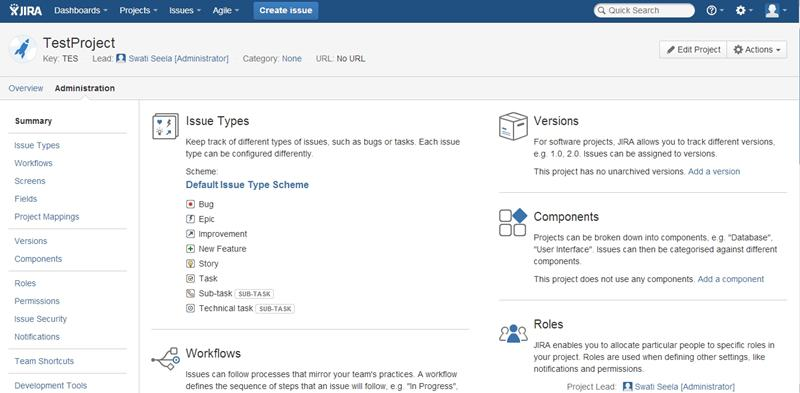 JIRA Dashboards Projects Issues Agile Create issue Quick Search
TestProject
Key: TES Lead: Swati Seela [Administrator] Category: None URL: No URL
Edit Project Actions
Overview Administration
Summary
Issue Types
Workflows
Screens
Fields
Project Mappings
Versions
Components
Roles
Permissions
Issue Security
Notifications
Team Shortcuts
Development Tools
Issue Types
Keep track of different types of issues, such as bugs or tasks. Each issue
type can be configured differently.
Scheme:
Default Issue Type Scheme
Bug
Epic
Improvement
New Feature
Story
Task
Sub-task SUB-TASK
Technical task SUB-TASK
Workflows
Issues can follow processes that mirror your team's practices. A workflow
defines the sequence of steps that an issue will follow, e.g. "In Progress",
Versions
For software projects, JIRA allows you to track different versions,
e.g. 1.0, 2.0. Issues can be assigned to versions.
This project has no unarchived versions. Add a version
Components
Projects can be broken down into components, e.g. "Database",
"User Interface". Issues can then be categorised against different
components.
This project does not use any components. Add a component
Roles
JIRA enables you to allocate particular people to specific roles in
your project. Roles are used when defining other settings, like
notifications and permissions.
Project Lead: Swati Seela [Administrator]